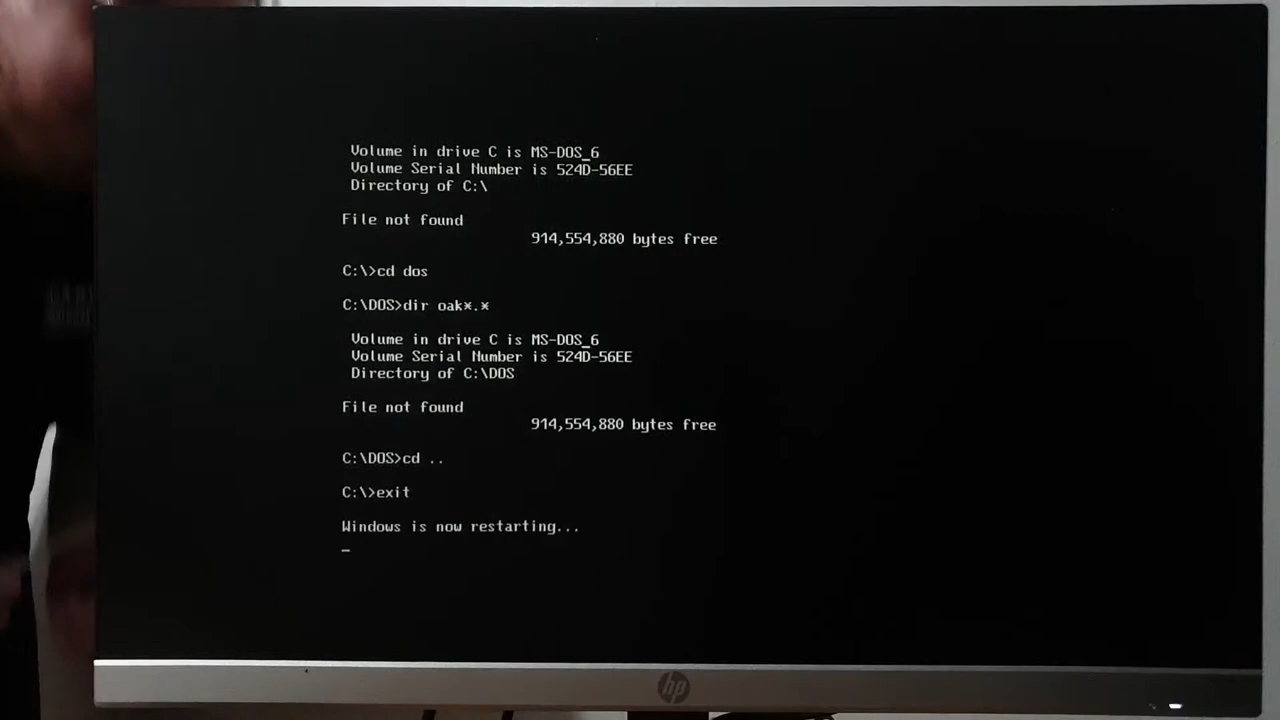 Volume in drive C is MS-DOS_6
Volume Serial Number is 524D-56EE
Directory of C:\
File not found
914,554,880 bytes free
C:\>cd dos
C:\DOS>dir oak*.*
Volume in drive C is MS-DOS_6
Volume Serial Number is 524D-56EE
Directory of C:\DOS
File not found
914,554,880 bytes free
C:\DOS>cd ..
C:\>exit
Windows is now restarting...
_
hp